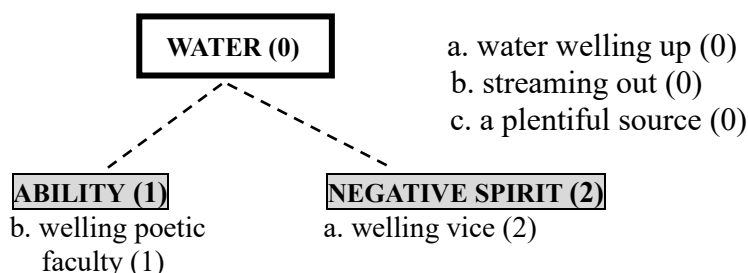 WATER (0)
a. water welling up (0)
b. streaming out (0)
c. a plentiful source (0)
ABILITY (1)
b. welling poetic
faculty (1)
NEGATIVE SPIRIT (2)
a. welling vice (2)